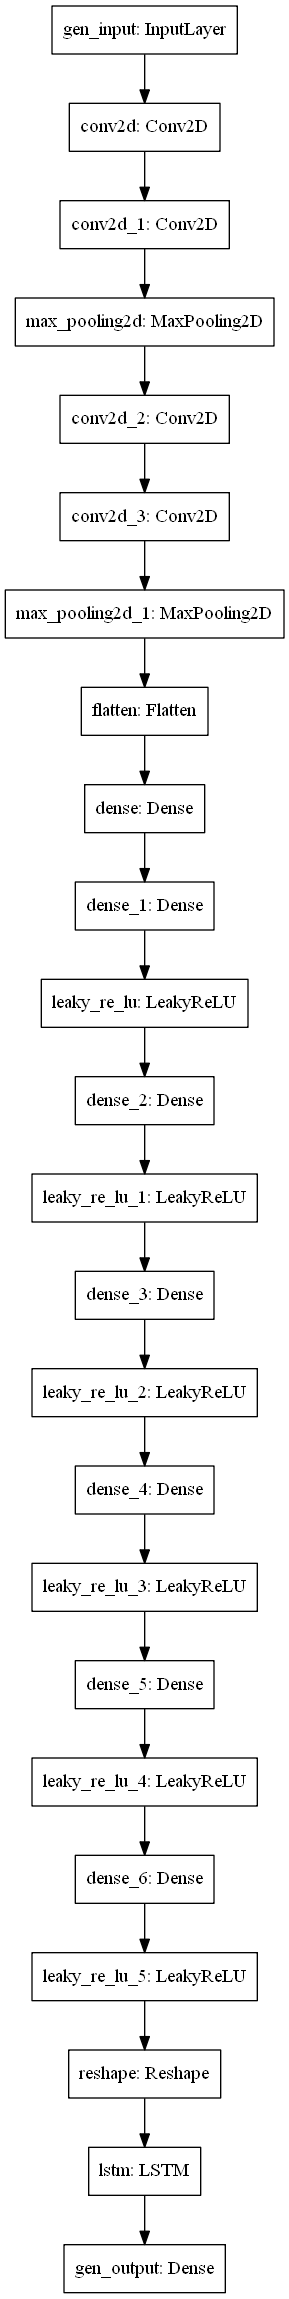 gen_input: InputLayer
conv2d: Conv2D
conv2d_1: Conv2D
max_pooling2d: MaxPooling2D
conv2d_2: Conv2D
conv2d_3: Conv2D
max_pooling2d_1: MaxPooling2D
flatten: Flatten
dense: Dense
dense_1: Dense
leaky_re_lu: LeakyReLU
dense_2: Dense
leaky_re_lu_1: LeakyReLU
dense_3: Dense
leaky_re_lu_2: LeakyReLU
dense_4: Dense
leaky_re_lu_3: LeakyReLU
dense_5: Dense
leaky_re_lu_4: LeakyReLU
dense_6: Dense
leaky_re_lu_5: LeakyReLU
reshape: Reshape
lstm: LSTM
gen_output: Dense